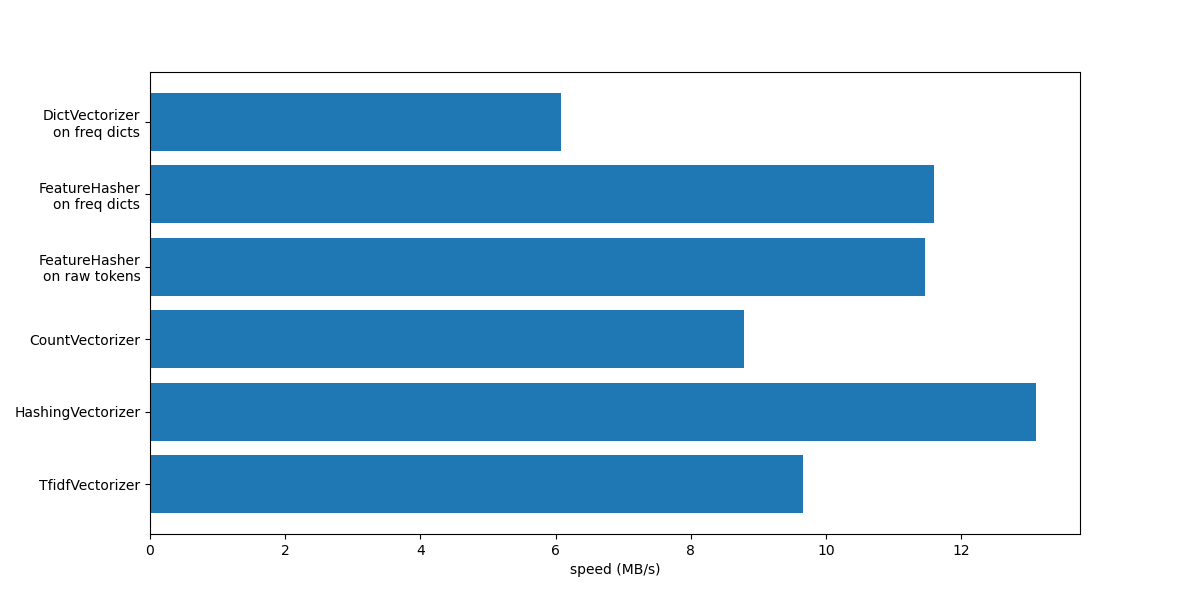 DictVectorizer
on freq dicts
FeatureHasher
on freq dicts
FeatureHasher
on raw tokens
CountVectorizer
HashingVectorizer
TfidfVectorizer
0 2 4 6 8 10 12
speed (MB/s)